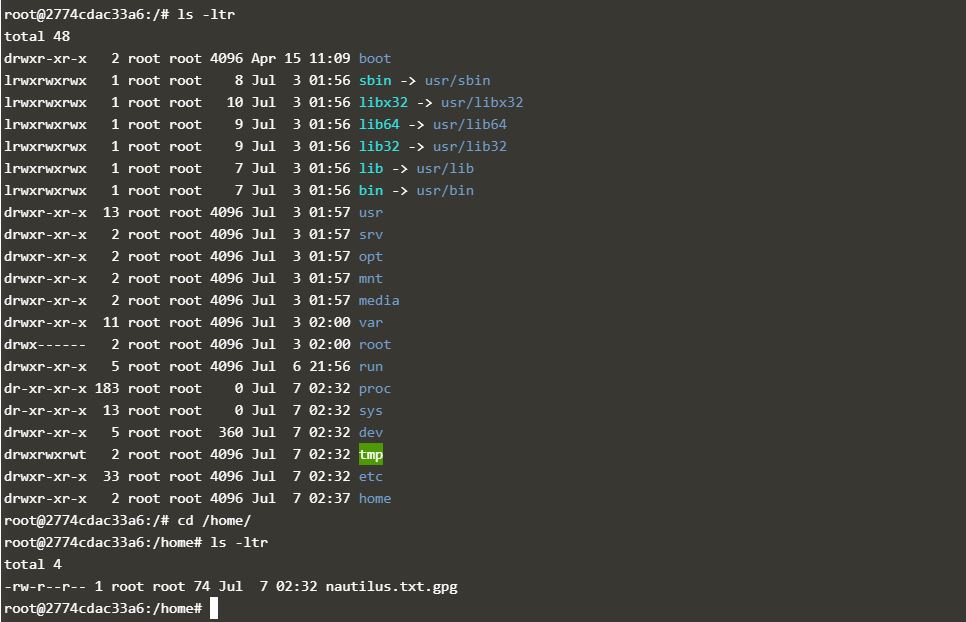 root@2774cdac33a6:/# ls -ltr
total 48
drwxr-xr-x   2 root root 4096 Apr 15 11:09 boot
lrwxrwxrwx   1 root root    8 Jul  3 01:56 sbin -> usr/sbin
lrwxrwxrwx   1 root root   10 Jul  3 01:56 libx32 -> usr/libx32
lrwxrwxrwx   1 root root    9 Jul  3 01:56 lib64 -> usr/lib64
lrwxrwxrwx   1 root root    9 Jul  3 01:56 lib32 -> usr/lib32
lrwxrwxrwx   1 root root    7 Jul  3 01:56 lib -> usr/lib
lrwxrwxrwx   1 root root    7 Jul  3 01:56 bin -> usr/bin
drwxr-xr-x  13 root root 4096 Jul  3 01:57 usr
drwxr-xr-x   2 root root 4096 Jul  3 01:57 srv
drwxr-xr-x   2 root root 4096 Jul  3 01:57 opt
drwxr-xr-x   2 root root 4096 Jul  3 01:57 mnt
drwxr-xr-x   2 root root 4096 Jul  3 01:57 media
drwxr-xr-x  11 root root 4096 Jul  3 02:00 var
drwx------   2 root root 4096 Jul  3 02:00 root
drwxr-xr-x   5 root root 4096 Jul  6 21:56 run
dr-xr-xr-x 183 root root    0 Jul  7 02:32 proc
dr-xr-xr-x  13 root root    0 Jul  7 02:32 sys
drwxr-xr-x   5 root root  360 Jul  7 02:32 dev
drwxrwxrwt   2 root root 4096 Jul  7 02:32 tmp
drwxr-xr-x  33 root root 4096 Jul  7 02:32 etc
drwxr-xr-x   2 root root 4096 Jul  7 02:37 home
root@2774cdac33a6:/# cd /home/
root@2774cdac33a6:/home# ls -ltr
total 4
-rw-r--r-- 1 root root 74 Jul  7 02:32 nautilus.txt.gpg
root@2774cdac33a6:/home#